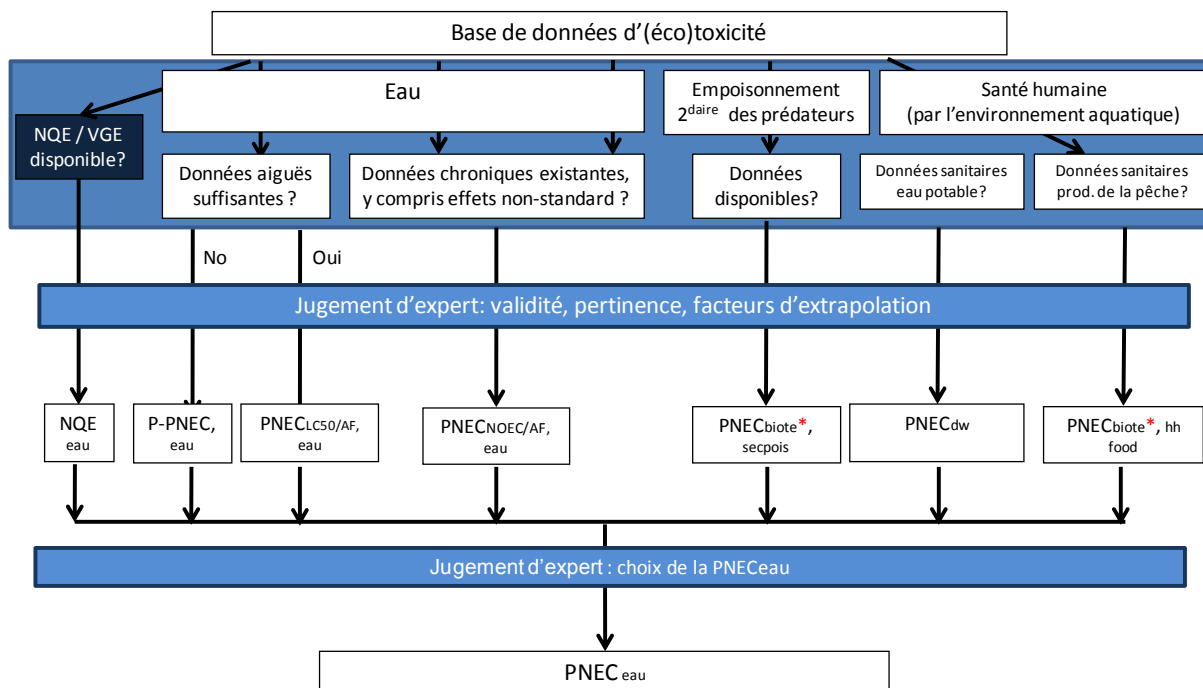 Base de données d'(éco)toxicité
Eau
Empoisonnement
2daire des prédateurs
Santé humaine
(par l'environnement aquatique)
NQE / VGE
disponible?
Données aiguës
suffisantes ?
Données chroniques existantes,
y compris effets non-standard ?
Données
disponibles?
Données sanitaires
eau potable?
Données sanitaires
prod. de la pêche?
No
Oui
Jugement d'expert: validité, pertinence, facteurs d'extrapolation
NQE
eau
P-PNEC,
eau
PNECLC50/AF,
eau
PNECNOEC/AF,
eau
PNECbiote*,
secpois
PNECdw
PNECbiote*, hh
food
Jugement d'expert : choix de la PNECeau
PNEC eau